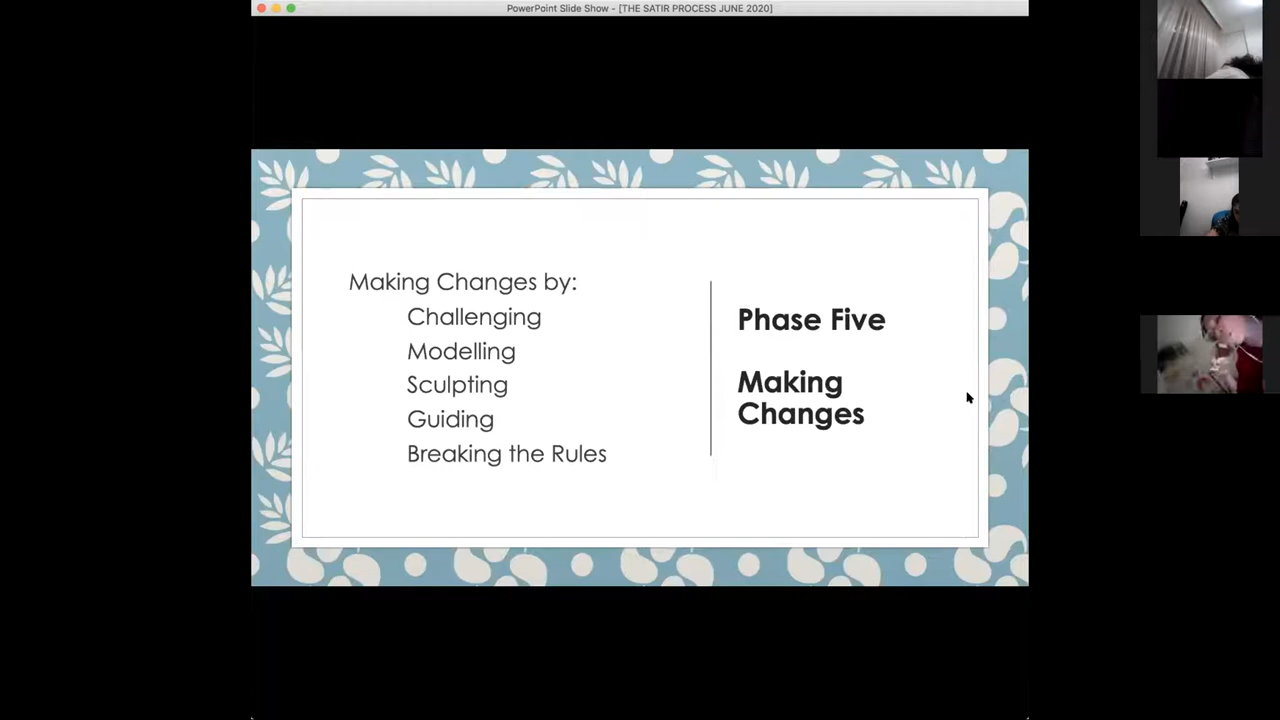 PowerPoint Slide Show - [THE SATIR PROCESS JUNE 2020]
Making Changes by:
Challenging
Modelling
Sculpting
Guiding
Breaking the Rules
Phase Five
Making
Changes